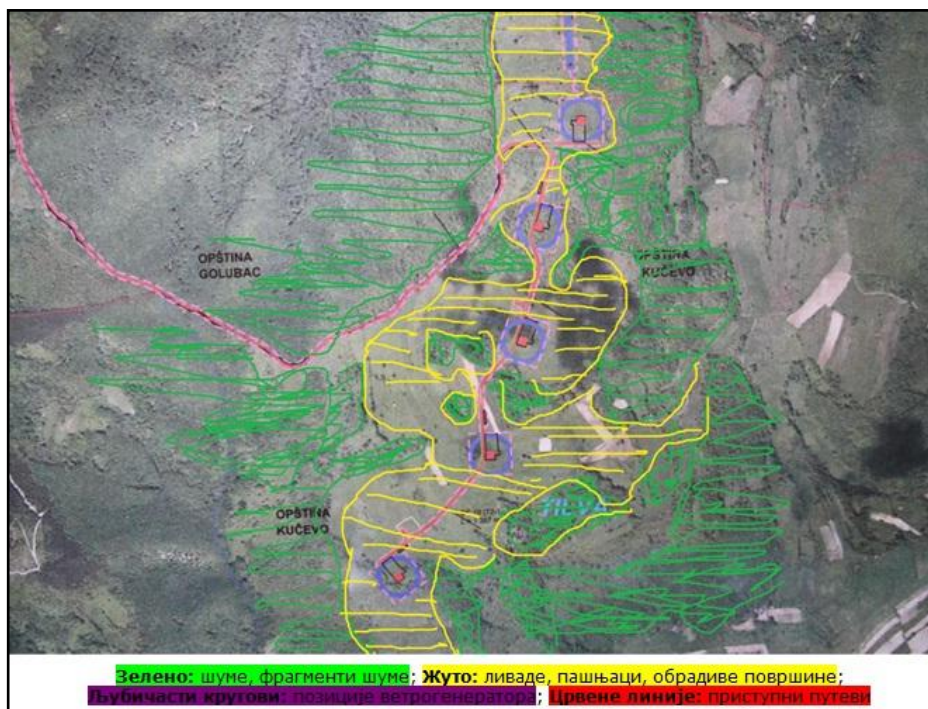 OPŠTINA
GOLUBAC
OPŠTINA
KUČEVO
TILVA
OPŠTINA
KUČEVO
Зелено: шуме, фрагменти шуме; Жуто: ливаде, пашњаци, обрадиве површине;
Љубичасти кругови: позиције ветрогенератора; Црвене линије: приступни путеви